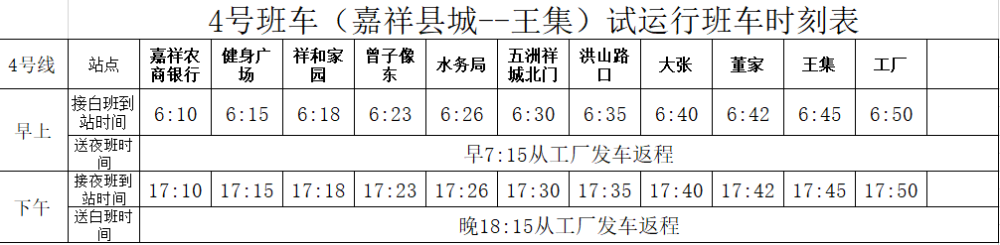 4号班车（嘉祥县城--王集）试运行班车时刻表
4号线 站点 嘉祥农商银行 健身广场 祥和家园 曾子像东 水务局 五洲祥城北门 洪山路口 大张 董家 王集 工厂
早上 接白班到站时间 6:10 6:15 6:18 6:23 6:26 6:30 6:35 6:40 6:42 6:45 6:50
送夜班时间 早7:15从工厂发车返程
下午 接夜班到站时间 17:10 17:15 17:18 17:23 17:26 17:30 17:35 17:40 17:42 17:45 17:50
送白班时间 晚18:15从工厂发车返程